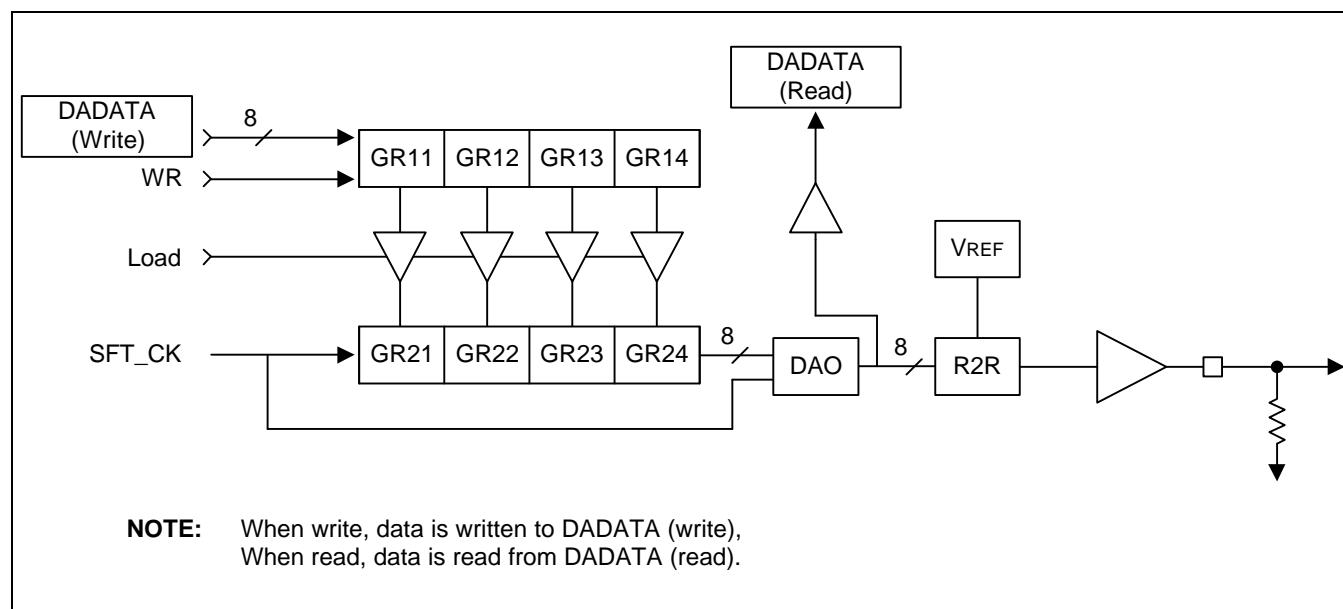 DADATA
(Read)
DADATA
(Write)
8
GR11 GR12 GR13 GR14
WR
Load
VREF
SFT_CK
GR21 GR22 GR23 GR24
8
DAO
8
R2R
NOTE: When write, data is written to DADATA (write),
When read, data is read from DADATA (read).